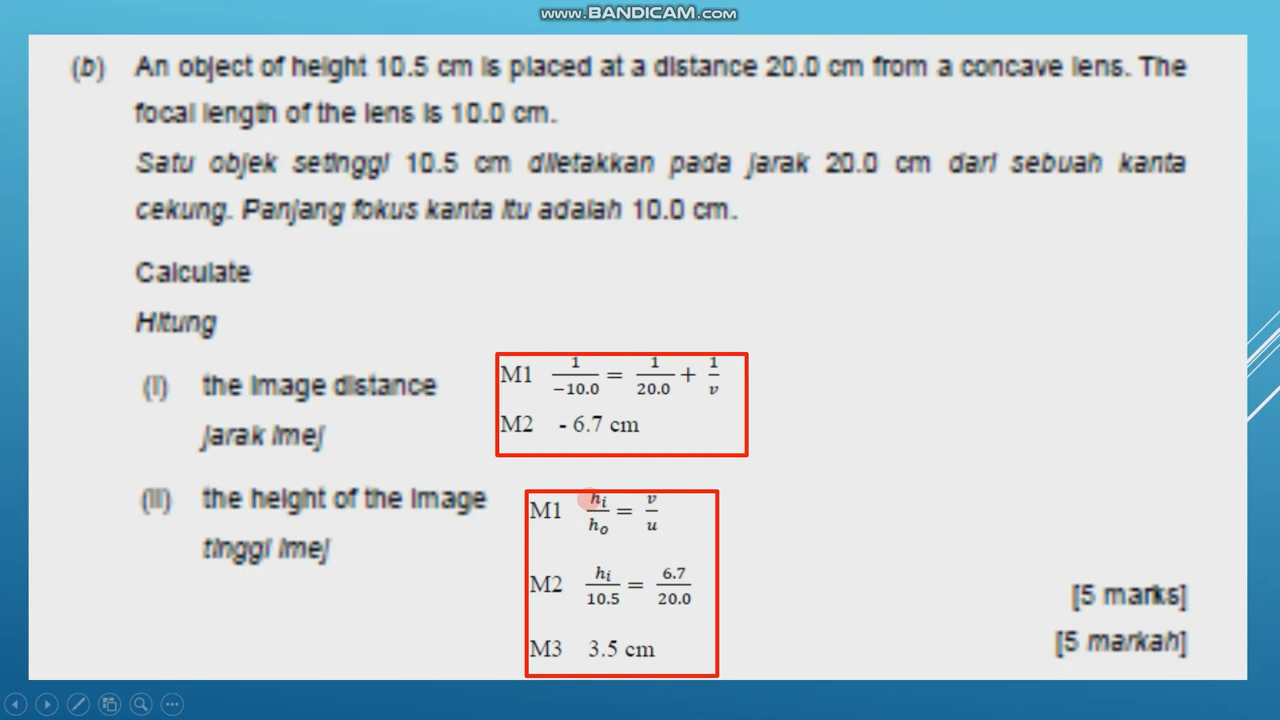 www.BANDICAM.com
(b) An object of height 10.5 cm is placed at a distance 20.0 cm from a concave lens. The
focal length of the lens is 10.0 cm.
Satu objek setinggi 10.5 cm diletakkan pada jarak 20.0 cm dari sebuah kanta
cekung. Panjang fokus kanta itu adalah 10.0 cm.
Calculate
Hitung
(i) the image distance
jarak imej
M1 1/−10.0 = 1/20.0 + 1/v
M2 - 6.7 cm
(ii) the height of the image
tinggi imej
M1 hᵢ/hₒ = v/u
M2 hᵢ/10.5 = 6.7/20.0
M3 3.5 cm
[5 marks]
[5 markah]